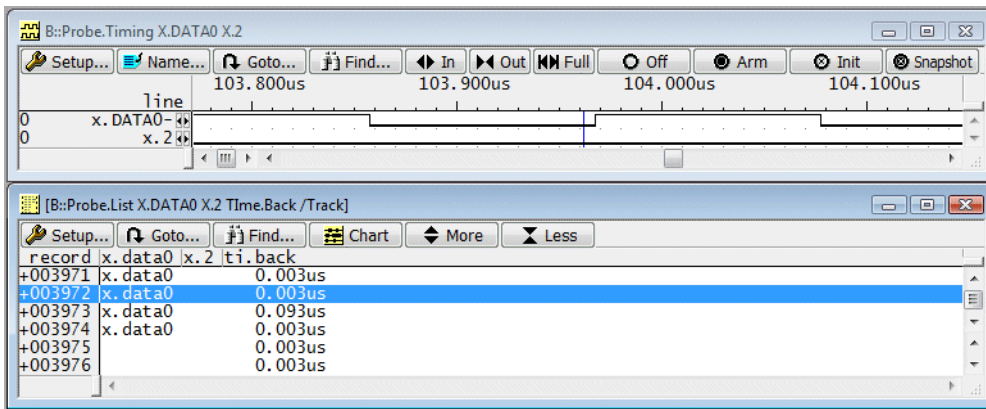 B::Probe.Timing X.DATA0 X.2
Setup... Name... Goto... Find... In Out Full Off Arm Init Snapshot
103.800us 103.900us 104.000us 104.100us
line
0 x.DATA0-
0 x.2
[B::Probe.List X.DATA0 X.2 TIme.Back /Track]
Setup... Goto... Find... Chart More Less
record x.data0 x.2 ti.back
+003971 x.data0 0.003us
+003972 x.data0 0.003us
+003973 x.data0 0.093us
+003974 x.data0 0.003us
+003975 0.003us
+003976 0.003us